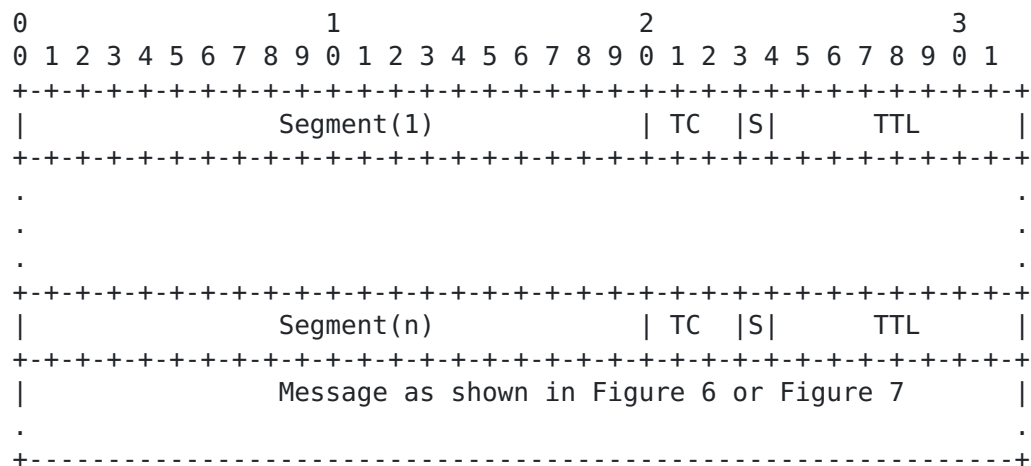 0                   1                   2                   3
0 1 2 3 4 5 6 7 8 9 0 1 2 3 4 5 6 7 8 9 0 1 2 3 4 5 6 7 8 9 0 1
+-+-+-+-+-+-+-+-+-+-+-+-+-+-+-+-+-+-+-+-+-+-+-+-+-+-+-+-+-+-+-+-+
|                Segment(1)             | TC  |S|      TTL      |
+-+-+-+-+-+-+-+-+-+-+-+-+-+-+-+-+-+-+-+-+-+-+-+-+-+-+-+-+-+-+-+-+
.                                                               .
.                                                               .
.                                                               .
+-+-+-+-+-+-+-+-+-+-+-+-+-+-+-+-+-+-+-+-+-+-+-+-+-+-+-+-+-+-+-+-+
|                Segment(n)             | TC  |S|      TTL      |
+-+-+-+-+-+-+-+-+-+-+-+-+-+-+-+-+-+-+-+-+-+-+-+-+-+-+-+-+-+-+-+-+
|                Message as shown in Figure 6 or Figure 7       |
.                                                               .
+---------------------------------------------------------------+